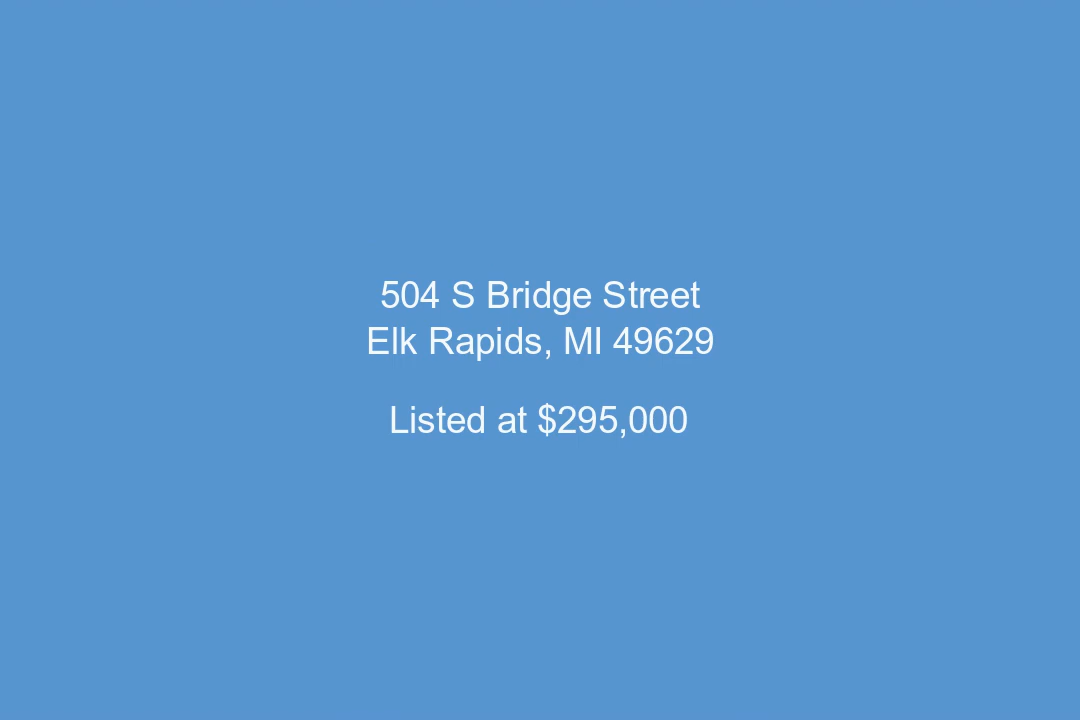 504 S Bridge Street
Elk Rapids, MI 49629
Listed at $295,000